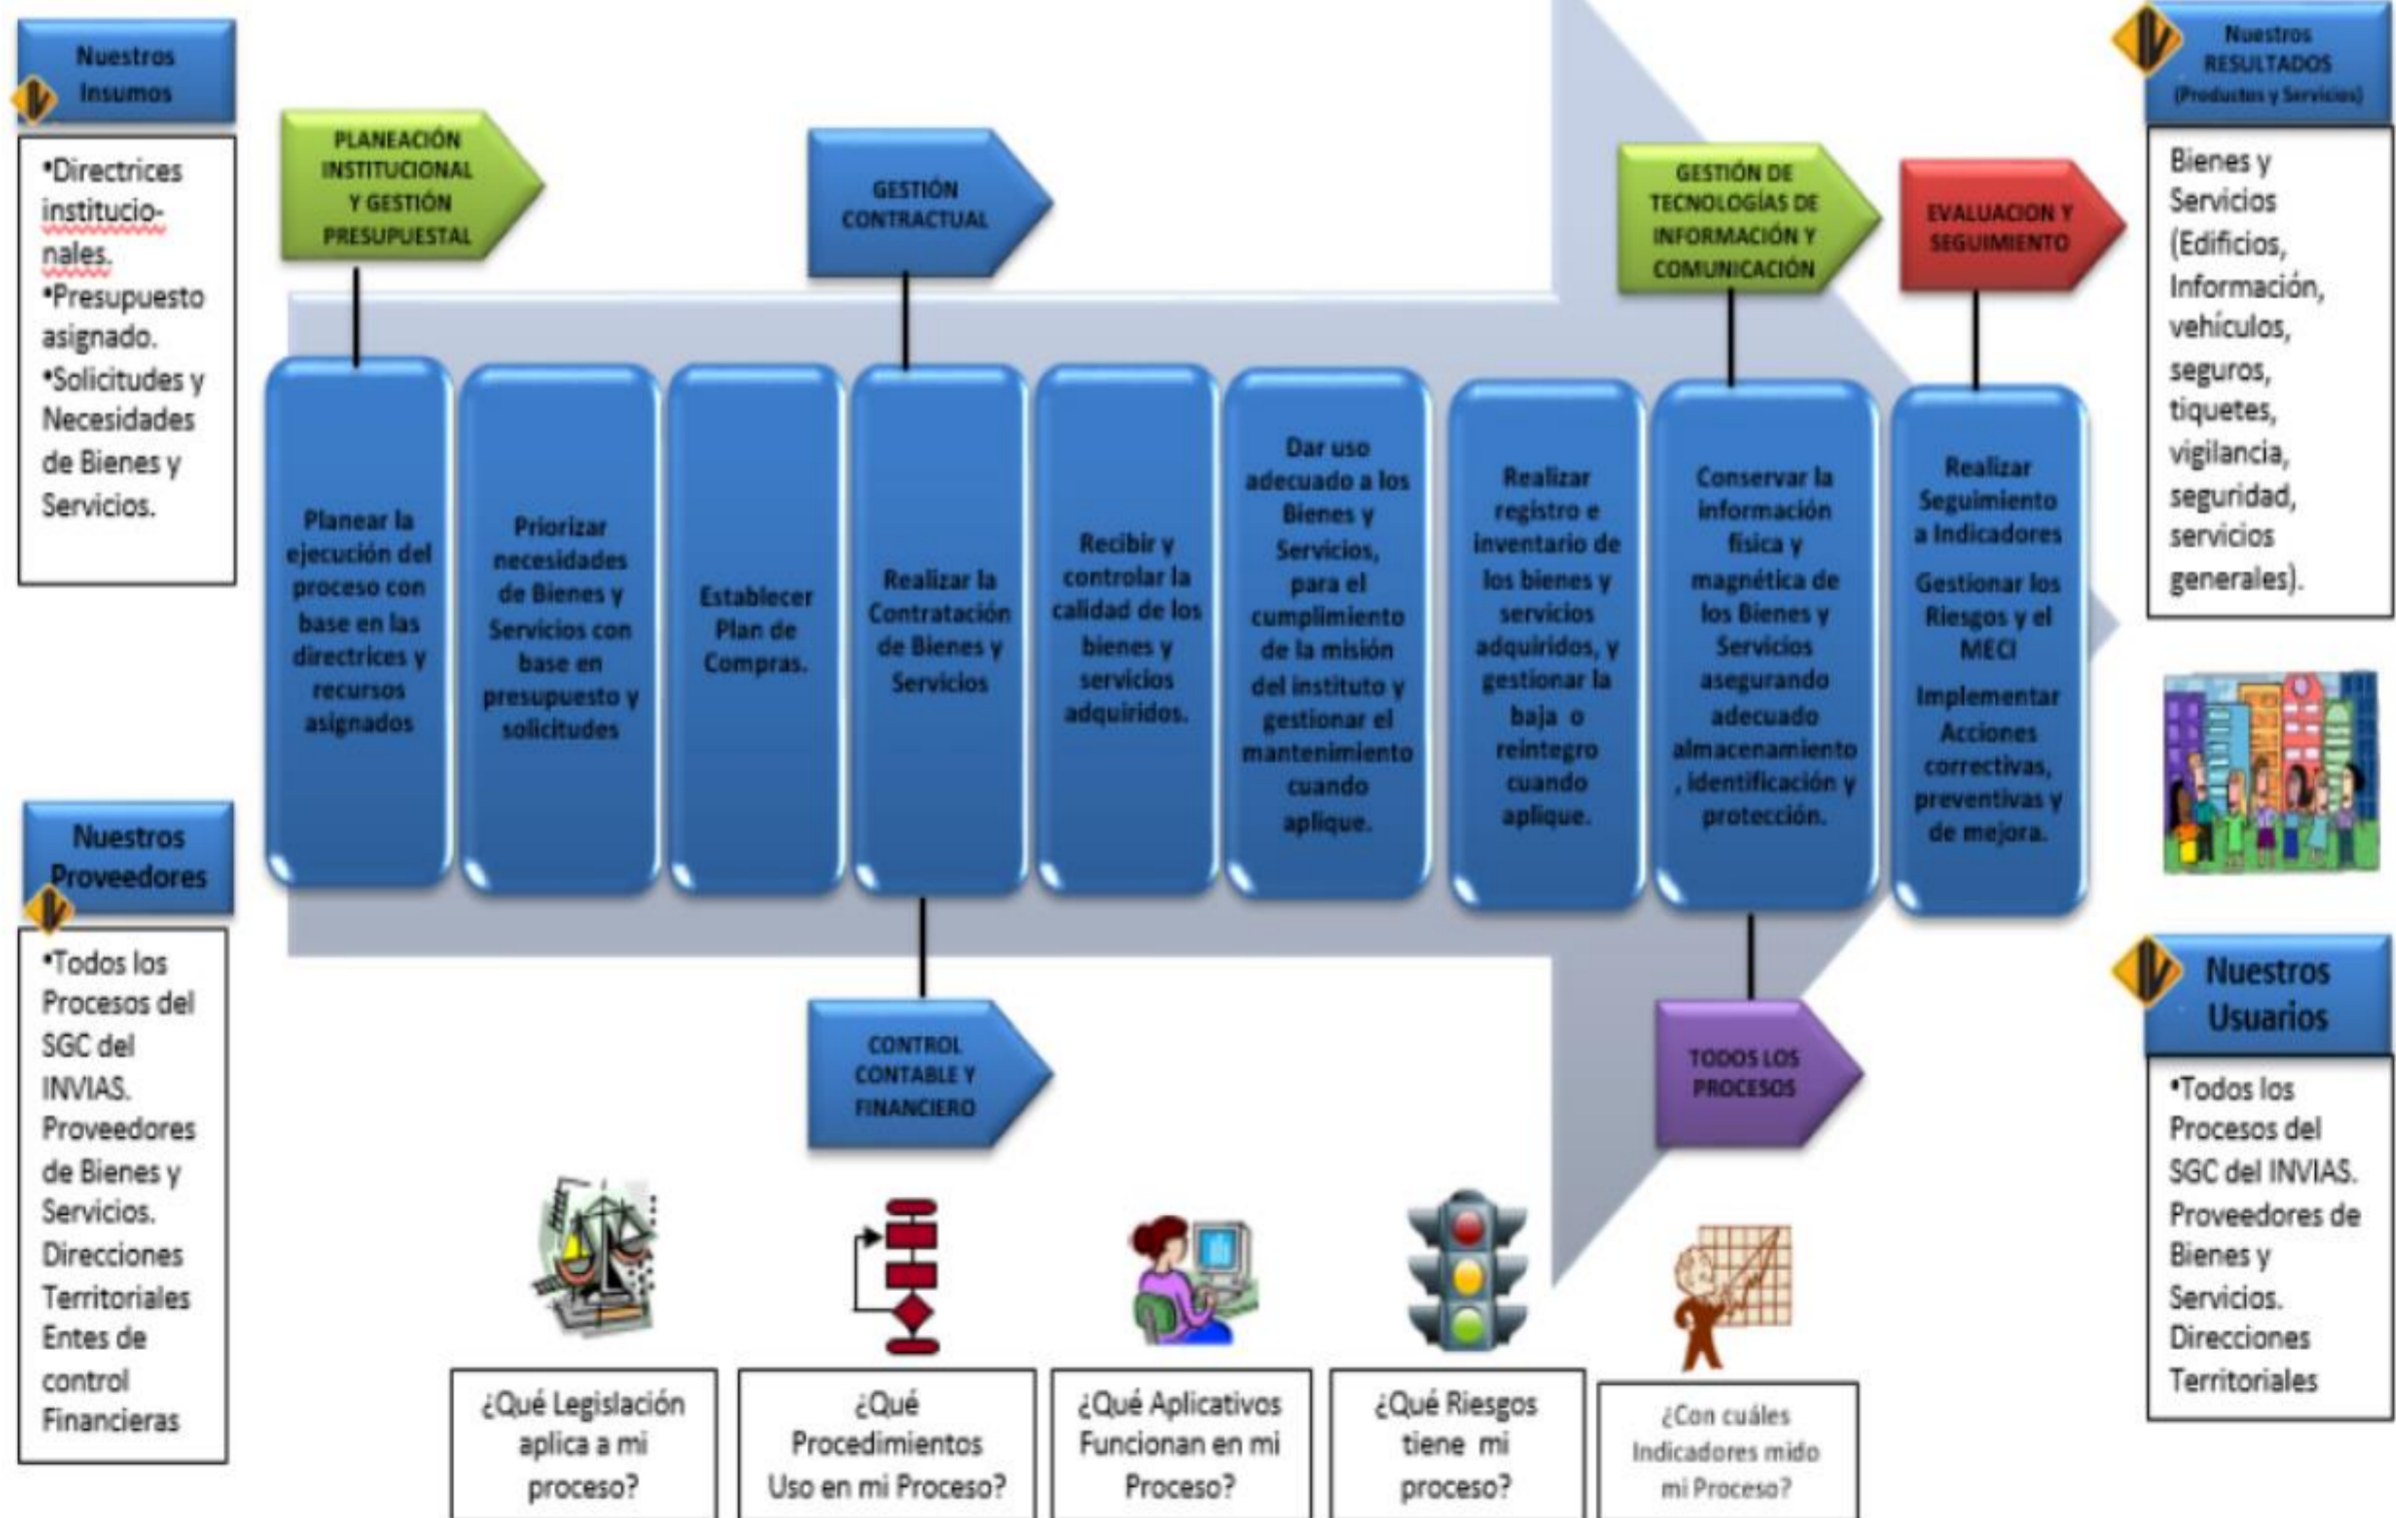 Nuestros
Insumos
•Directrices
institucio-
nales.
•Presupuesto
asignado.
•Solicitudes y
Necesidades
de Bienes y
Servicios.
Nuestros
Proveedores
•Todos los
Procesos del
SGC del
INVIAS.
Proveedores
de Bienes y
Servicios.
Direcciones
Territoriales
Entes de
control
Financieras
PLANEACIÓN
INSTITUCIONAL
Y GESTIÓN
PRESUPUESTAL
GESTIÓN
CONTRACTUAL
GESTIÓN DE
TECNOLOGÍAS DE
INFORMACIÓN Y
COMUNICACIÓN
EVALUACION Y
SEGUIMIENTO
Planear la
ejecución del
proceso con
base en las
directrices y
recursos
asignados
Priorizar
necesidades
de Bienes y
Servicios con
base en
presupuesto y
solicitudes
Establecer
Plan de
Compras.
Realizar la
Contratación
de Bienes y
Servicios
Recibir y
controlar la
calidad de los
bienes y
servicios
adquiridos.
Dar uso
adecuado a los
Bienes y
Servicios,
para el
cumplimiento
de la misión
del instituto y
gestionar el
mantenimiento
cuando
aplique.
Realizar
registro e
inventario de
los bienes y
servicios
adquiridos, y
gestionar la
baja o
reintegro
cuando
aplique.
Conservar la
información
física y
magnética de
los Bienes y
Servicios
asegurando
adecuado
almacenamiento
, identificación y
protección.
Realizar
Seguimiento
a Indicadores
Gestionar los
Riesgos y el
MECI
Implementar
Acciones
correctivas,
preventivas y
de mejora.
CONTROL
CONTABLE Y
FINANCIERO
TODOS LOS
PROCESOS
¿Qué Legislación
aplica a mi
proceso?
¿Qué
Procedimientos
Uso en mi Proceso?
¿Qué Aplicativos
Funcionan en mi
Proceso?
¿Qué Riesgos
tiene mi
proceso?
¿Con cuáles
Indicadores mido
mi Proceso?
Nuestros
RESULTADOS
(Productos y Servicios)
Bienes y
Servicios
(Edificios,
Información,
vehículos,
seguros,
tiquetes,
vigilancia,
seguridad,
servicios
generales).
Nuestros
Usuarios
•Todos los
Procesos del
SGC del INVIAS.
Proveedores de
Bienes y
Servicios.
Direcciones
Territoriales